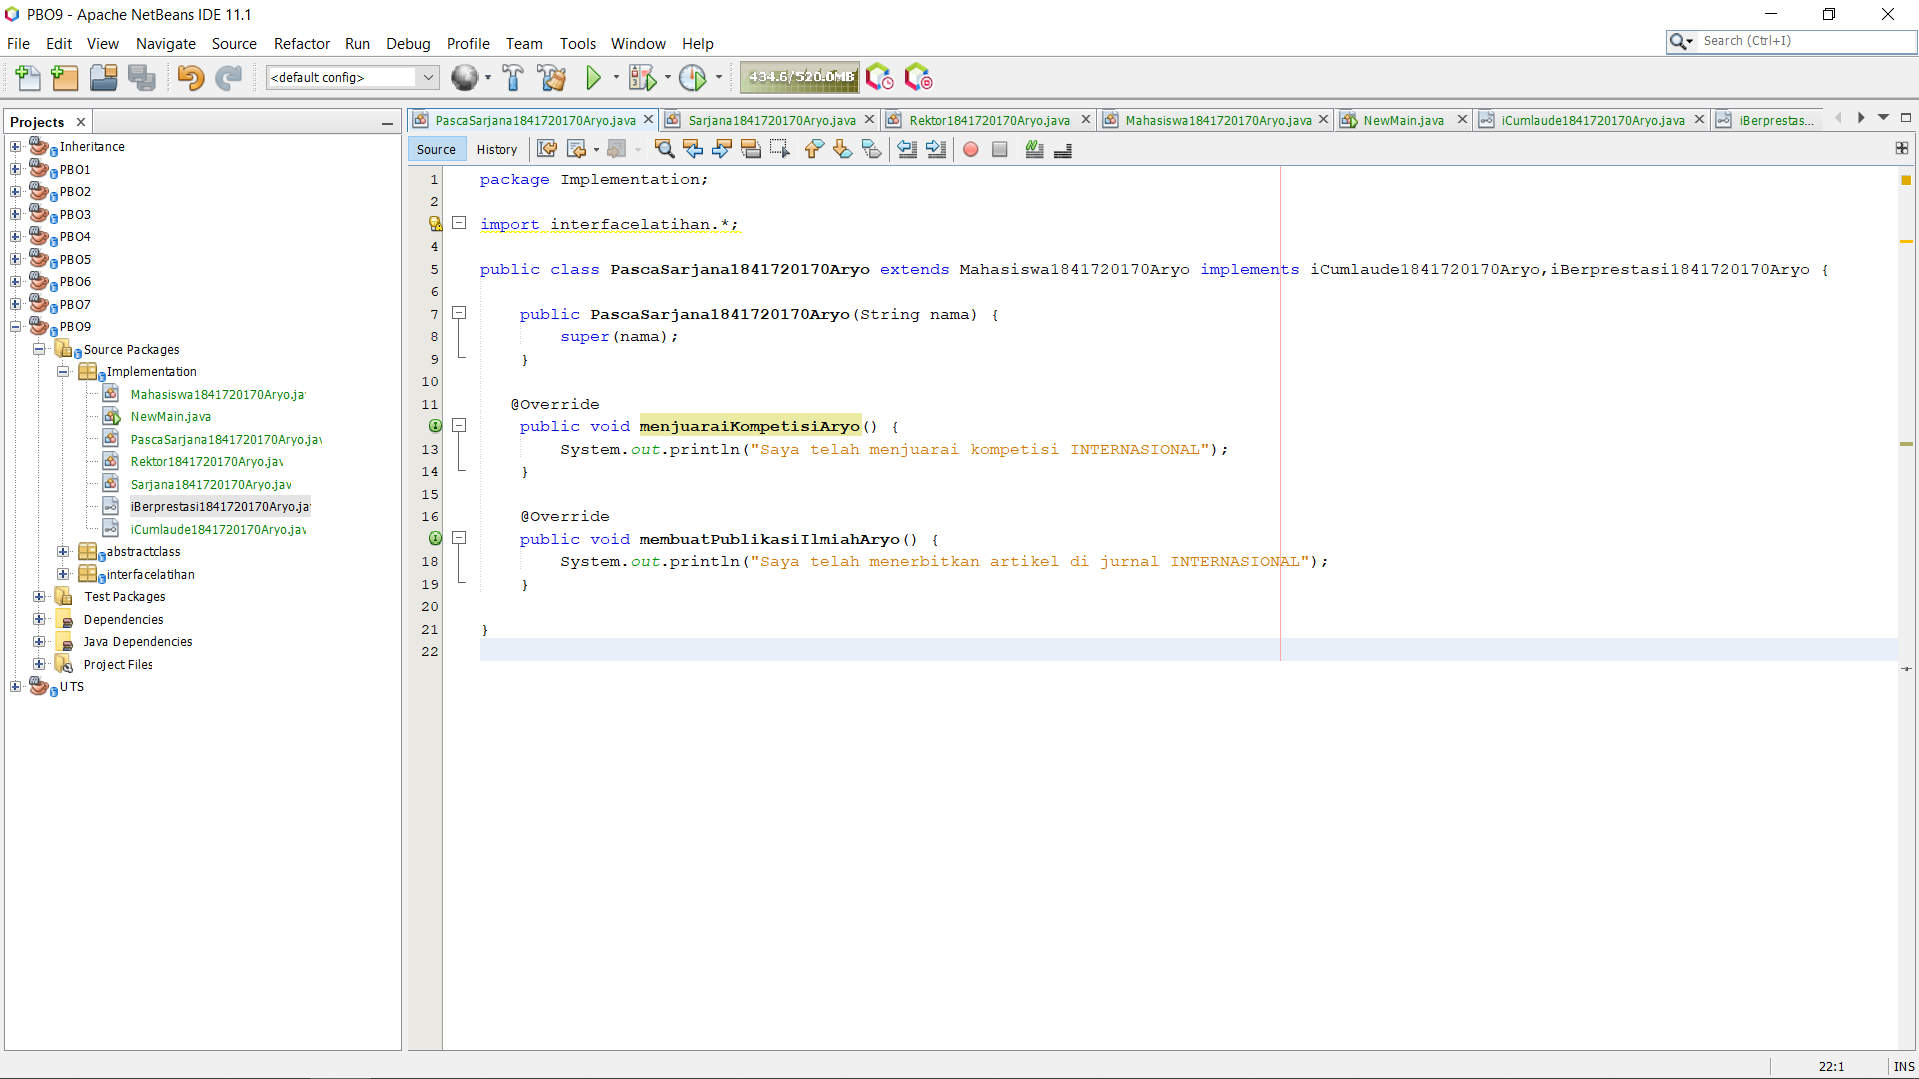 PBO9 - Apache NetBeans IDE 11.1
File Edit View Navigate Source Refactor Run Debug Profile Team Tools Window Help
Search (Ctrl+I)
<default config>
434.6/520.0MB
Projects
PascaSarjana1841720170Aryo.java
Sarjana1841720170Aryo.java
Rektor1841720170Aryo.java
Mahasiswa1841720170Aryo.java
NewMain.java
iCumlaude1841720170Aryo.java
iBerprestas...
Source History
Inheritance
PBO1
PBO2
PBO3
PBO4
PBO5
PBO6
PBO7
PBO9
Source Packages
Implementation
Mahasiswa1841720170Aryo.ja
NewMain.java
PascaSarjana1841720170Aryo.jav
Rektor1841720170Aryo.jav
Sarjana1841720170Aryo.jav
iBerprestasi1841720170Aryo.ja
iCumlaude1841720170Aryo.jav
abstractclass
interfacelatihan
Test Packages
Dependencies
Java Dependencies
Project Files
UTS
1 package Implementation;
2
import interfacelatihan.*;
4
5 public class PascaSarjana1841720170Aryo extends Mahasiswa1841720170Aryo implements iCumlaude1841720170Aryo,iBerprestasi1841720170Aryo {
6
7 public PascaSarjana1841720170Aryo(String nama) {
8 super(nama);
9 }
10
11 @Override
public void menjuaraiKompetisiAryo() {
13 System.out.println("Saya telah menjuarai kompetisi INTERNASIONAL");
14 }
15
16 @Override
public void membuatPublikasiIlmiahAryo() {
18 System.out.println("Saya telah menerbitkan artikel di jurnal INTERNASIONAL");
19 }
20
21 }
22
22:1
INS